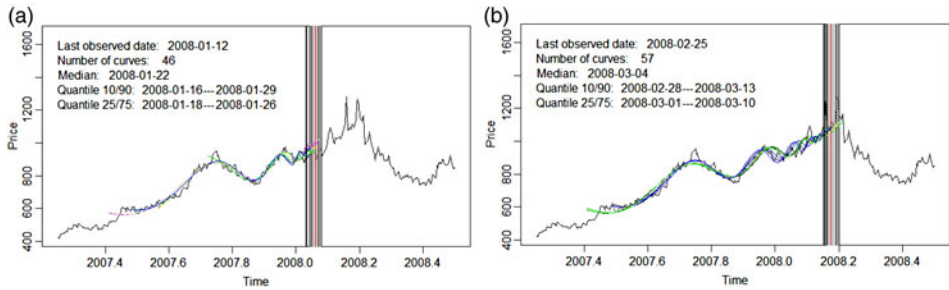 (a)
Last observed date: 2008-01-12
Number of curves: 46
Median: 2008-01-22
Quantile 10/90: 2008-01-16---2008-01-29
Quantile 25/75: 2008-01-18---2008-01-26
Price
1600
1200
800
600
400
2007.4
2007.6
2007.8
2008.0
2008.2
2008.4
Time
(b)
Last observed date: 2008-02-25
Number of curves: 57
Median: 2008-03-04
Quantile 10/90: 2008-02-28---2008-03-13
Quantile 25/75: 2008-03-01---2008-03-10
Price
1600
1200
800
600
400
2007.4
2007.6
2007.8
2008.0
2008.2
2008.4
Time